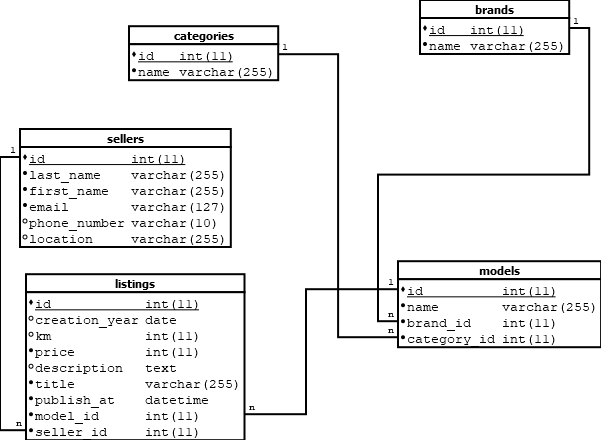 brands
id int(11)
name varchar(255)
1
categories
id int(11)
name varchar(255)
1
sellers
id int(11)
last_name varchar(255)
first_name varchar(255)
email varchar(127)
phone_number varchar(10)
location varchar(255)
1
models
id int(11)
name varchar(255)
brand_id int(11)
category_id int(11)
1
n
n
listings
id int(11)
creation_year date
km int(11)
price int(11)
description text
title varchar(255)
publish_at datetime
model_id int(11)
seller_id int(11)
n
n